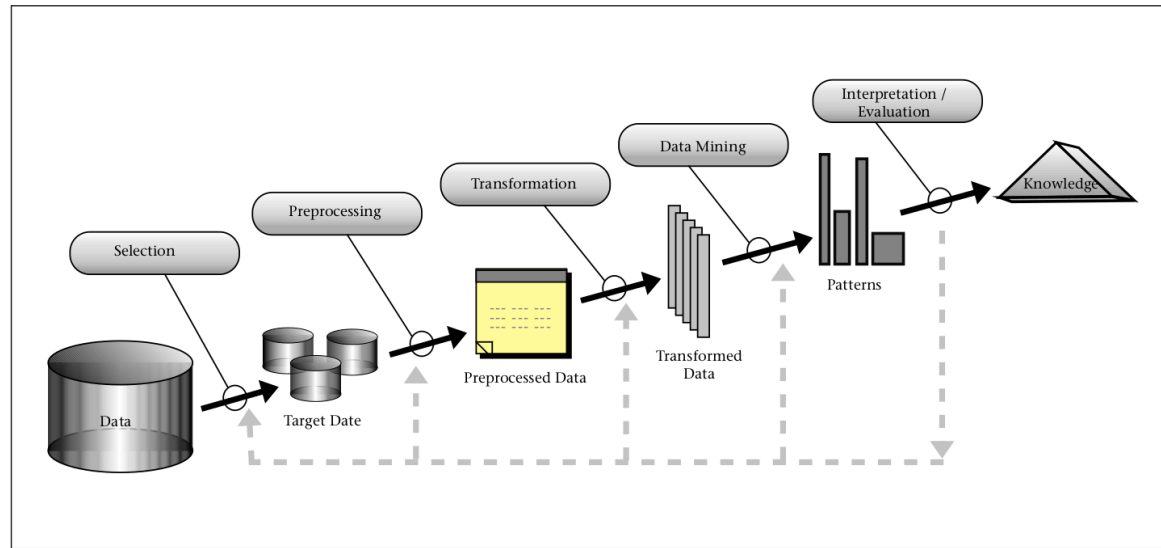 Interpretation /
Evaluation
Data Mining
Transformation
Preprocessing
Selection
Knowledge
Patterns
Transformed
Data
Preprocessed Data
Target Date
Data